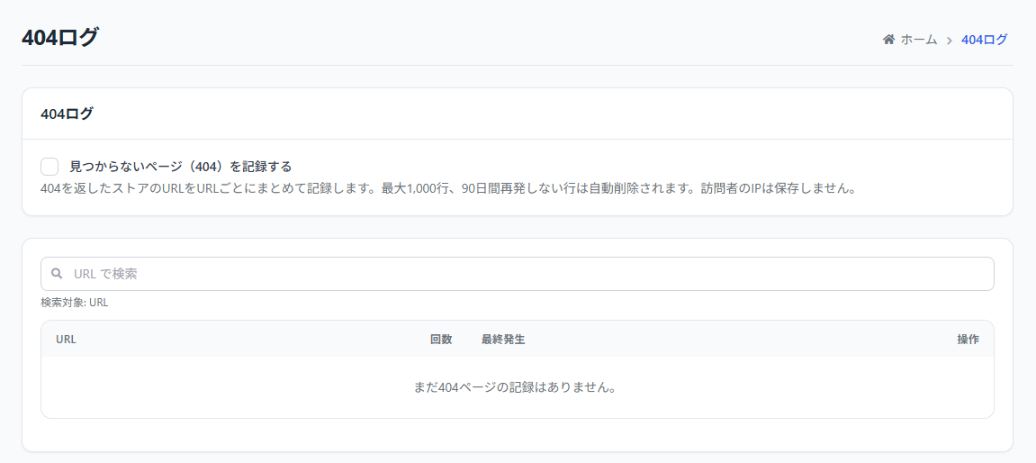 404ログ
ホーム > 404ログ
404ログ
見つからないページ（404）を記録する
404を返したストアのURLをURLごとにまとめて記録します。最大1,000行、90日間再発しない行は自動削除されます。訪問者のIPは保存しません。
URL で検索
検索対象: URL
URL 回数 最終発生 操作
まだ404ページの記録はありません。